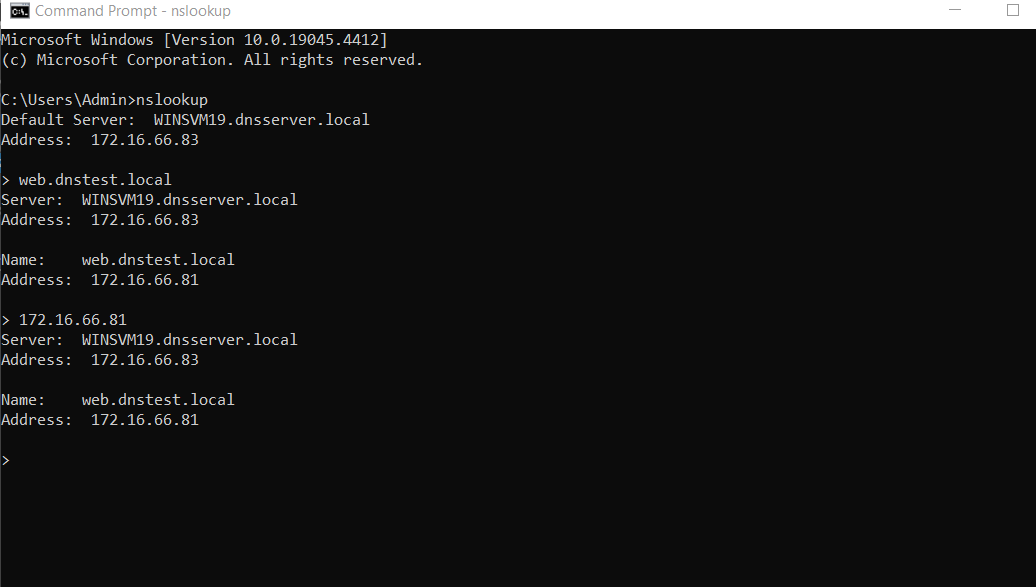 Command Prompt - nslookup
Microsoft Windows [Version 10.0.19045.4412]
(c) Microsoft Corporation. All rights reserved.
C:\Users\Admin>nslookup
Default Server:  WINSVM19.dnsserver.local
Address:  172.16.66.83
> web.dnstest.local
Server:  WINSVM19.dnsserver.local
Address:  172.16.66.83
Name:    web.dnstest.local
Address:  172.16.66.81
> 172.16.66.81
Server:  WINSVM19.dnsserver.local
Address:  172.16.66.83
Name:    web.dnstest.local
Address:  172.16.66.81
>